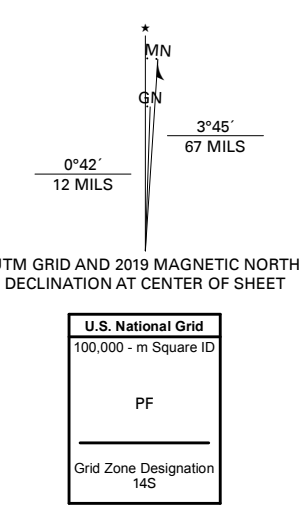 ★
MN
GN
3°45´
67 MILS
0°42´
12 MILS
UTM GRID AND 2019 MAGNETIC NORTH
DECLINATION AT CENTER OF SHEET
U.S. National Grid
100,000 - m Square ID
PF
Grid Zone Designation
14S